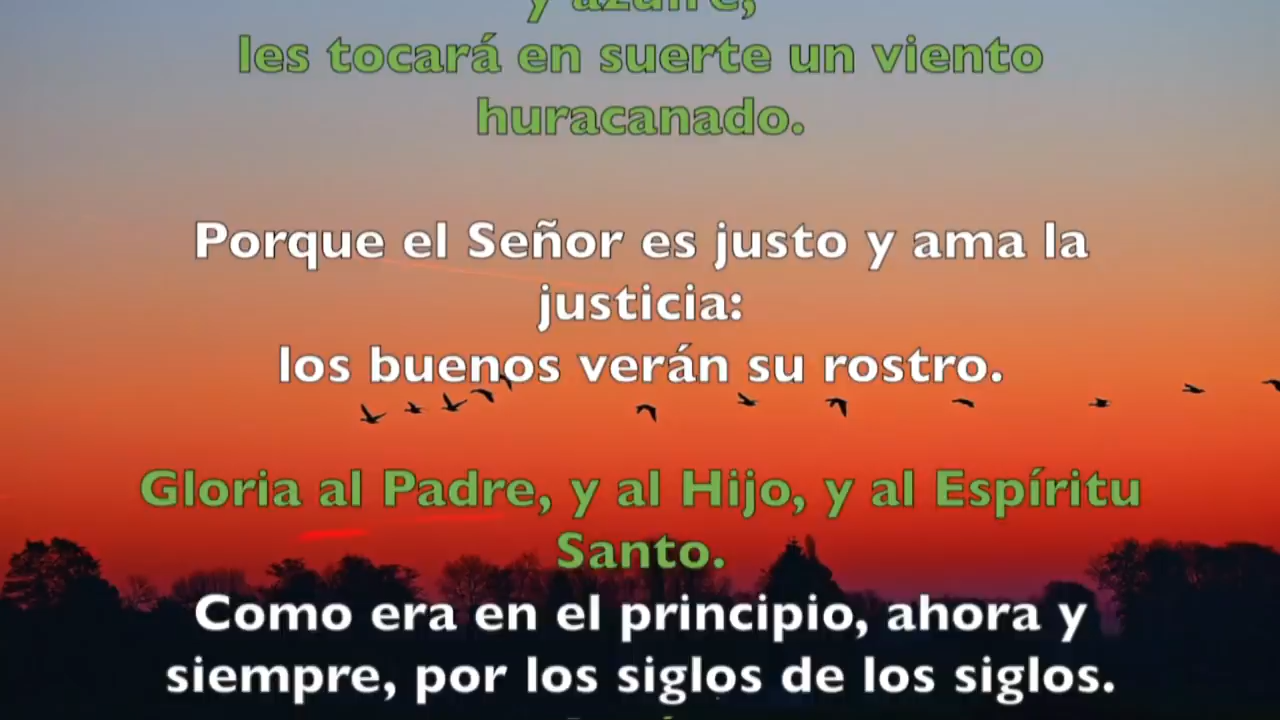 y azufre,
les tocará en suerte un viento
huracanado.
Porque el Señor es justo y ama la
justicia:
los buenos verán su rostro.
Gloria al Padre, y al Hijo, y al Espíritu
Santo.
Como era en el principio, ahora y
siempre, por los siglos de los siglos.